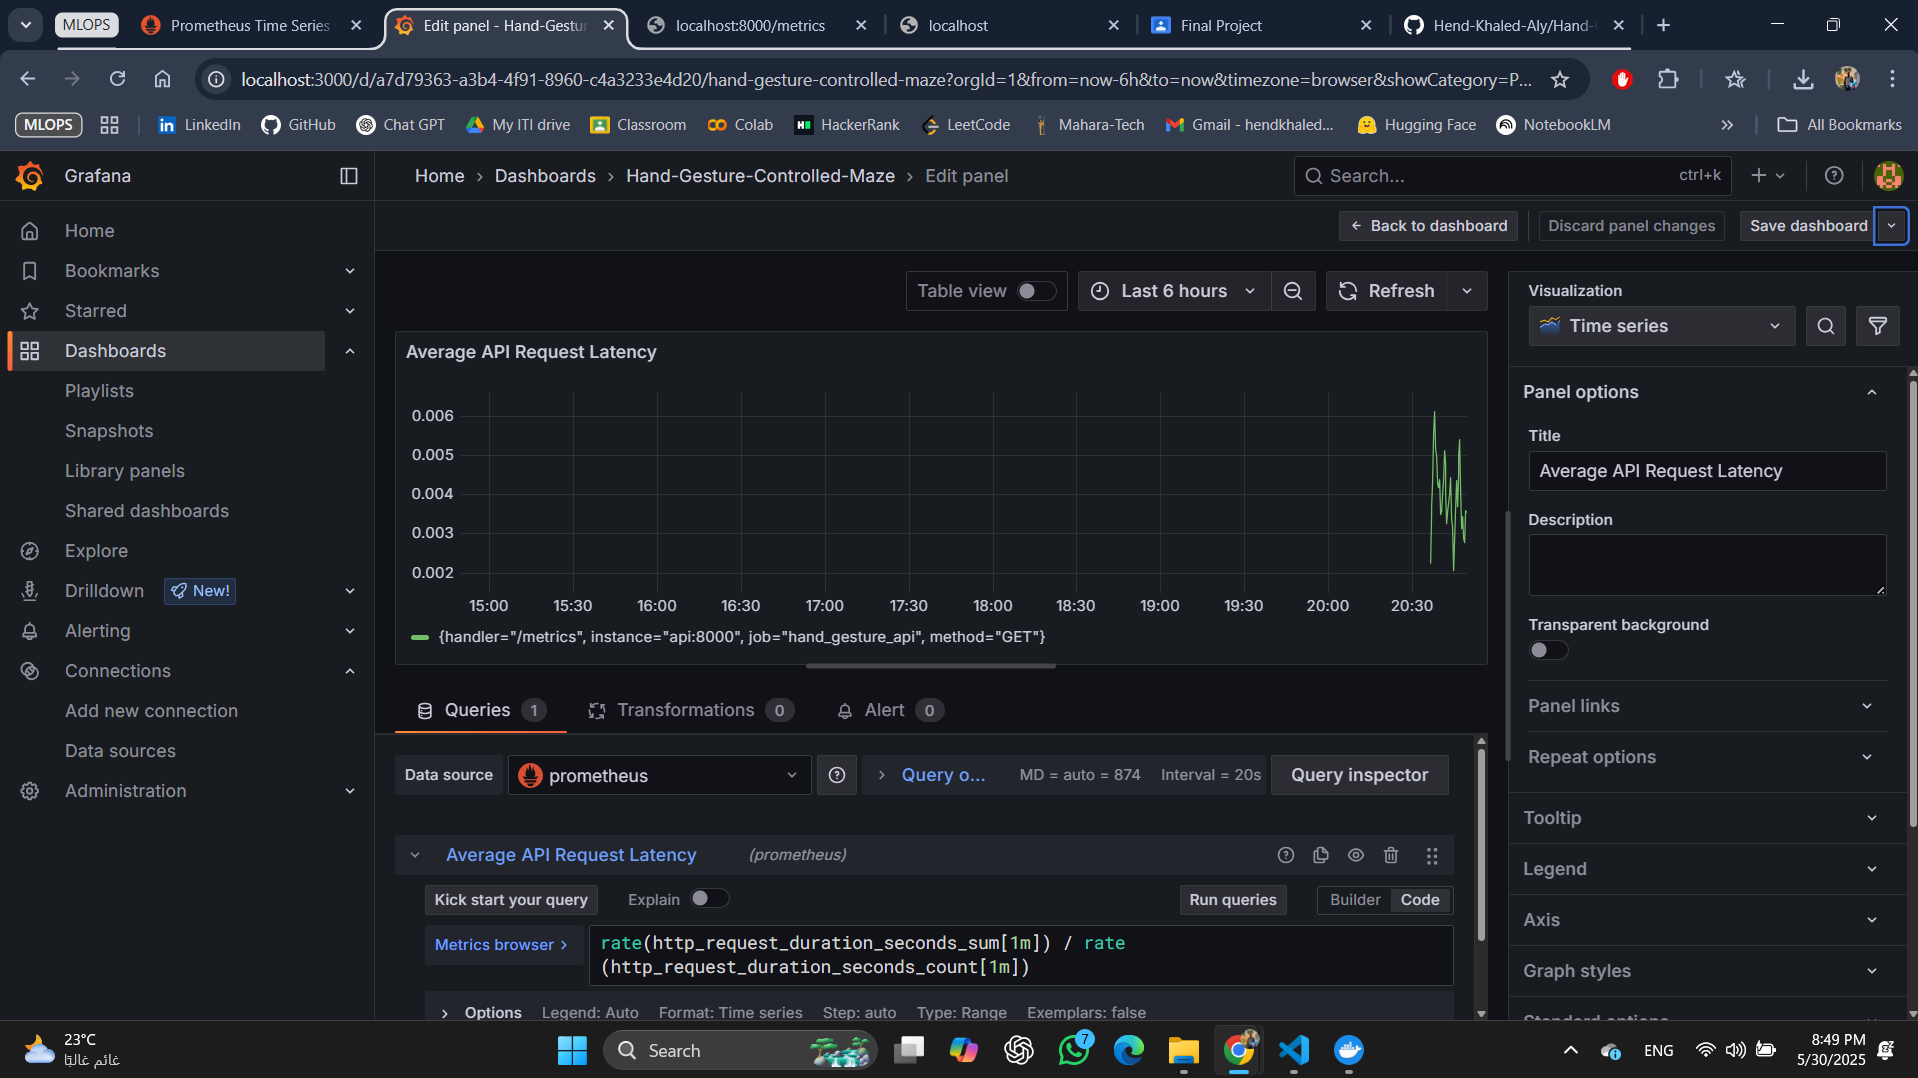 MLOPS
Prometheus Time Series
Edit panel - Hand-Gestu
localhost:8000/metrics
localhost
Final Project
Hend-Khaled-Aly/Hand-
localhost:3000/d/a7d79363-a3b4-4f91-8960-c4a3233e4d20/hand-gesture-controlled-maze?orgId=1&from=now-6h&to=now&timezone=browser&showCategory=P...
MLOPS
LinkedIn
GitHub
Chat GPT
My ITI drive
Classroom
Colab
HackerRank
LeetCode
Mahara-Tech
Gmail - hendkhaled...
Hugging Face
NotebookLM
All Bookmarks
Grafana
Home › Dashboards › Hand-Gesture-Controlled-Maze › Edit panel
Search...
ctrl+k
Back to dashboard
Discard panel changes
Save dashboard
Home
Bookmarks
Starred
Dashboards
Playlists
Snapshots
Library panels
Shared dashboards
Explore
Drilldown
New!
Alerting
Connections
Add new connection
Data sources
Administration
Table view
Last 6 hours
Refresh
Average API Request Latency
0.006
0.005
0.004
0.003
0.002
15:00 15:30 16:00 16:30 17:00 17:30 18:00 18:30 19:00 19:30 20:00 20:30
{handler="/metrics", instance="api:8000", job="hand_gesture_api", method="GET"}
Queries 1
Transformations 0
Alert 0
Data source
prometheus
Query o...
MD = auto = 874
Interval = 20s
Query inspector
Average API Request Latency
(prometheus)
Kick start your query
Explain
Run queries
Builder
Code
Metrics browser >
rate(http_request_duration_seconds_sum[1m]) / rate
(http_request_duration_seconds_count[1m])
Options
Legend: Auto
Format: Time series
Step: auto
Type: Range
Exemplars: false
Visualization
Time series
Panel options
Title
Average API Request Latency
Description
Transparent background
Panel links
Repeat options
Tooltip
Legend
Axis
Graph styles
Standard options
23°C
غائم غالبًا
Search
7
ENG
8:49 PM
5/30/2025